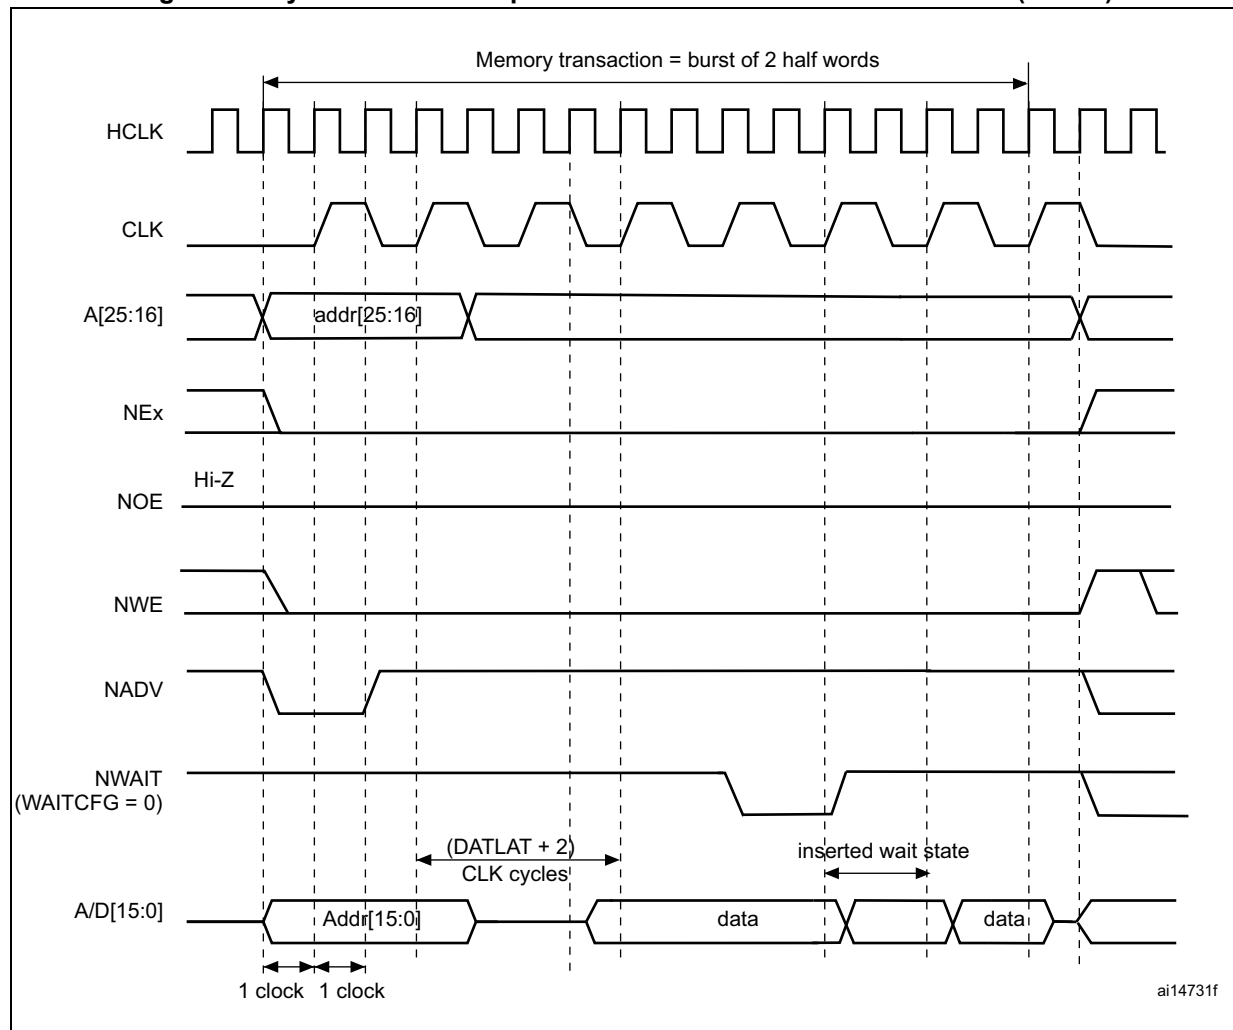 Memory transaction = burst of 2 half words
HCLK
CLK
A[25:16]
addr[25:16]
NEx
Hi-Z
NOE
NWE
NADV
NWAIT
(WAITCFG = 0)
(DATLAT + 2)
CLK cycles
inserted wait state
A/D[15:0]
Addr[15:0]
data
data
1 clock 1 clock
ai14731f